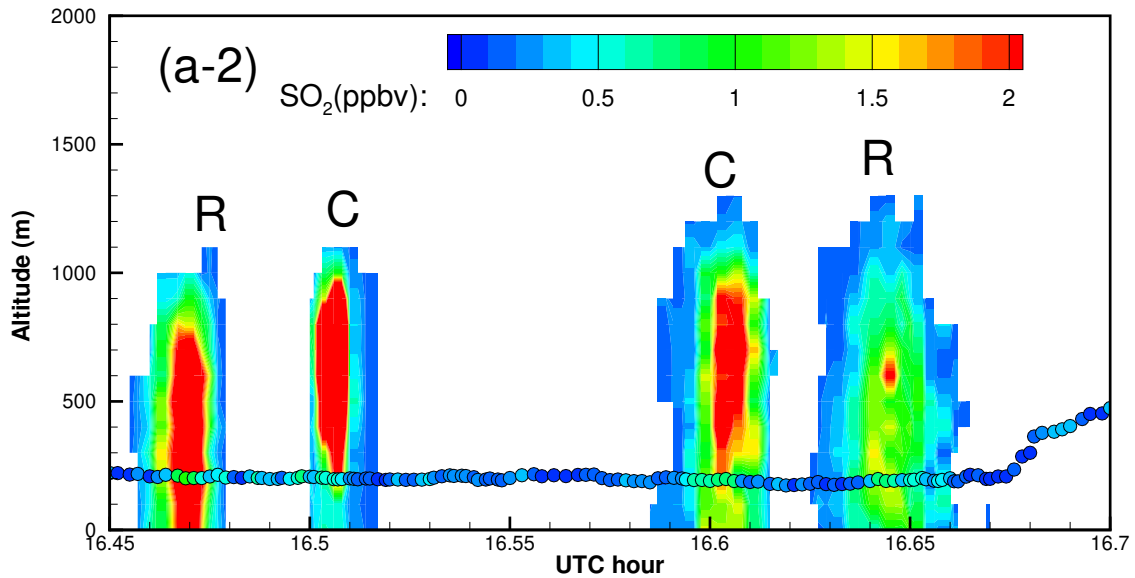 2000
(a-2)
SO₂(ppbv): 0 0.5 1 1.5 2
1500
C R
R C
Altitude (m)
1000
500
0
16.45 16.5 16.55 16.6 16.65 16.7
UTC hour